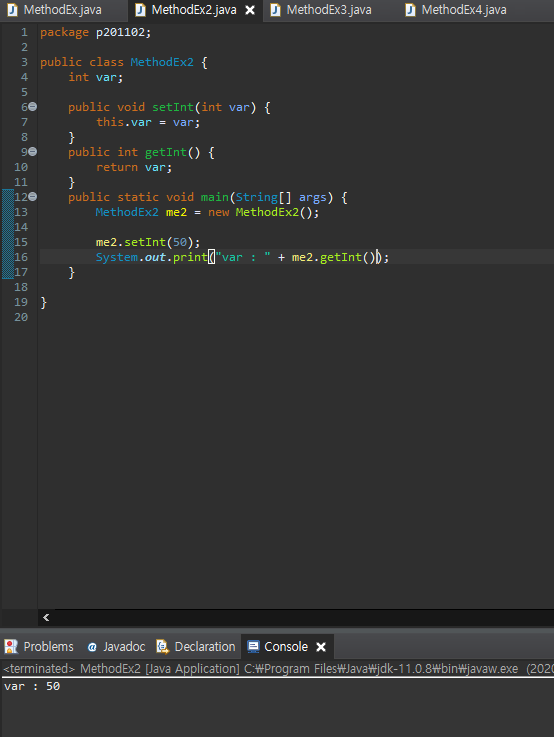 MethodEx.java MethodEx2.java MethodEx3.java MethodEx4.java
1 package p201102;
2
3 public class MethodEx2 {
4     int var;
5
6     public void setInt(int var) {
7         this.var = var;
8     }
9     public int getInt() {
10         return var;
11     }
12     public static void main(String[] args) {
13         MethodEx2 me2 = new MethodEx2();
14
15         me2.setInt(50);
16         System.out.print("var : " + me2.getInt());
17     }
18
19 }
20
Problems Javadoc Declaration Console
<terminated> MethodEx2 [Java Application] C:₩Program Files₩Java₩jdk-11.0.8₩bin₩javaw.exe (2020
var : 50